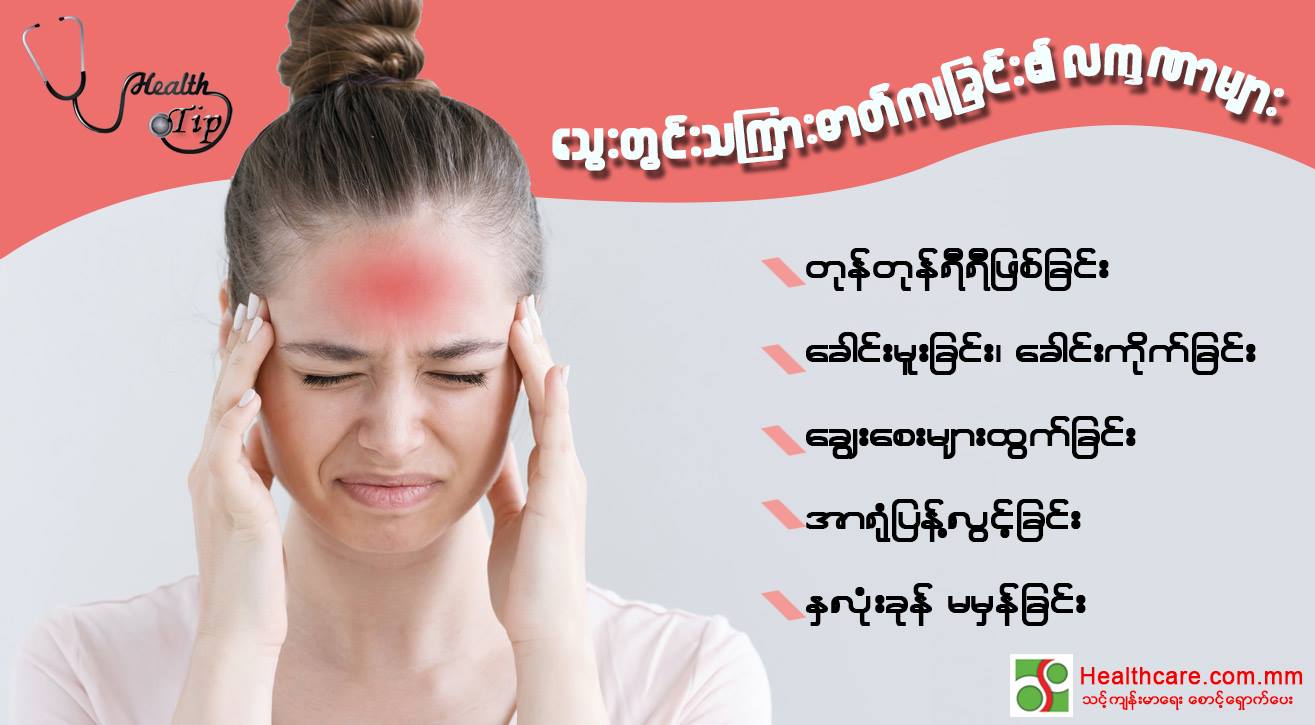 Health
Tip
သွေးတွင်းသကြားဓာတ်ကျခြင်း၏ လက္ခဏာများ
တုန်တုန်ရီရီဖြစ်ခြင်း
ခေါင်းမူးခြင်း၊ ခေါင်းကိုက်ခြင်း
ချွေးစေးများထွက်ခြင်း
အာရုံပြန့်လွင့်ခြင်း
နှလုံးခုန် မမှန်ခြင်း
Healthcare.com.mm
သင့်ကျန်းမာရေး စောင့်ရှောက်ပေး